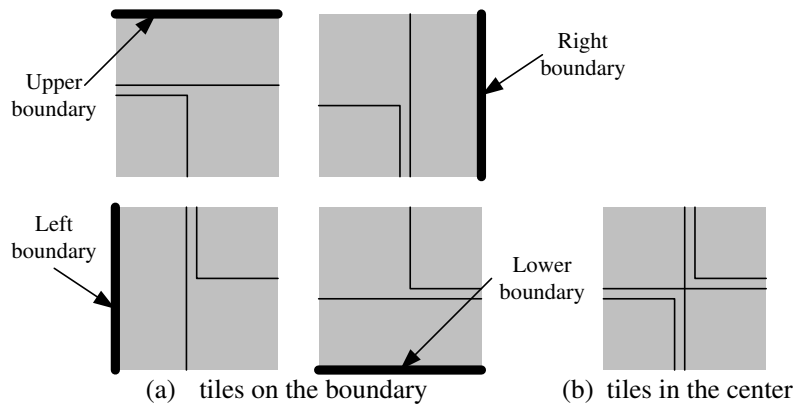 Upper
boundary
Right
boundary
Left
boundary
Lower
boundary
(a) tiles on the boundary
(b) tiles in the center